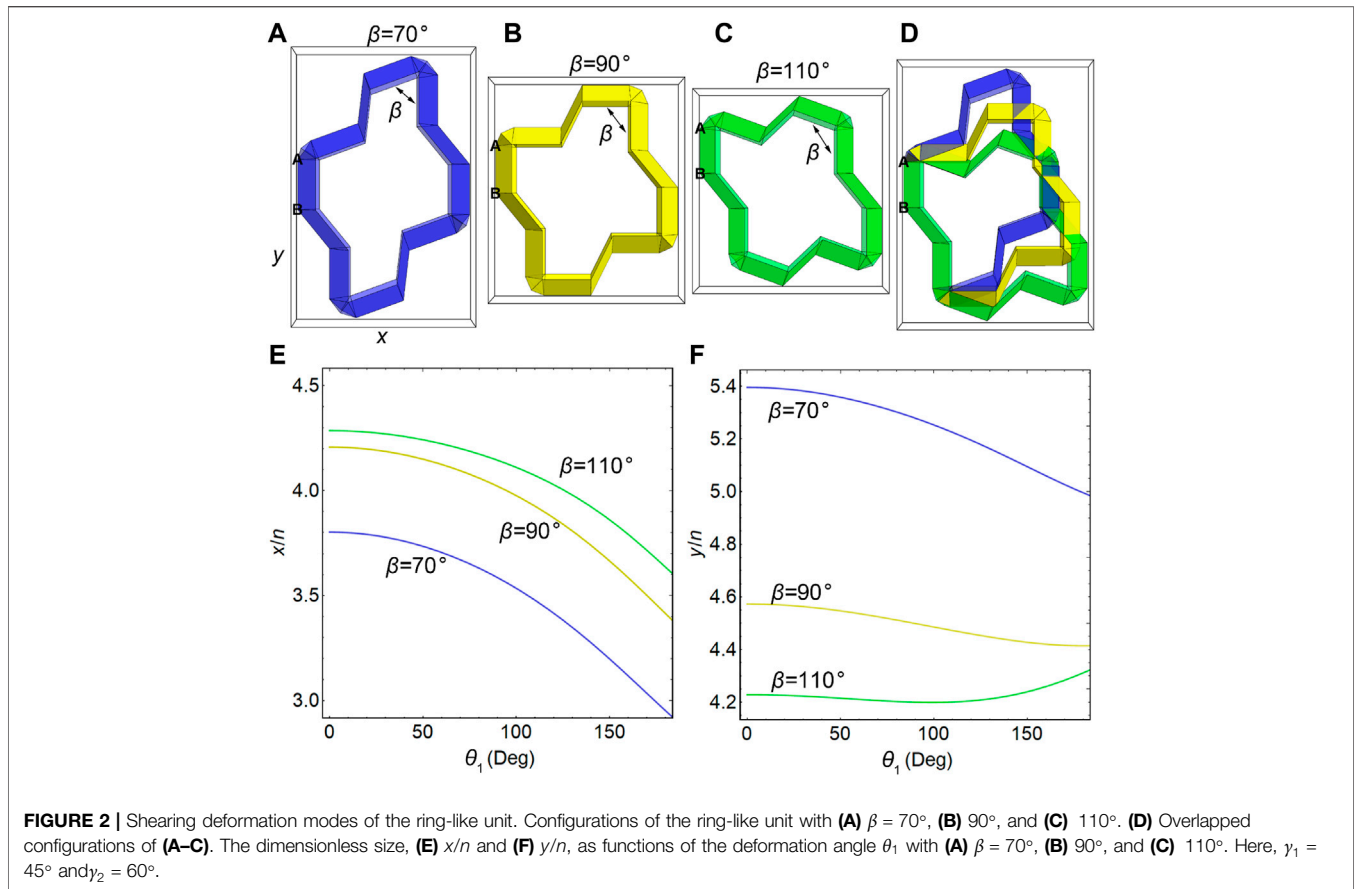 A
β=70°
B
β=90°
C
β=110°
D
β
A
B
y
x
β
A
B
β
A
B
A
B
E
4.5
4.0
3.5
3.0
x/n
β=110°
β=90°
β=70°
0
50
100
150
θ1 (Deg)
F
5.4
5.2
5.0
4.8
4.6
4.4
4.2
y/n
β=70°
β=90°
β=110°
0
50
100
150
θ1 (Deg)
FIGURE 2 | Shearing deformation modes of the ring-like unit. Configurations of the ring-like unit with (A) β = 70°, (B) 90°, and (C) 110°. (D) Overlapped
configurations of (A–C). The dimensionless size, (E) x/n and (F) y/n, as functions of the deformation angle θ1 with (A) β = 70°, (B) 90°, and (C) 110°. Here, γ1 =
45° andγ2 = 60°.